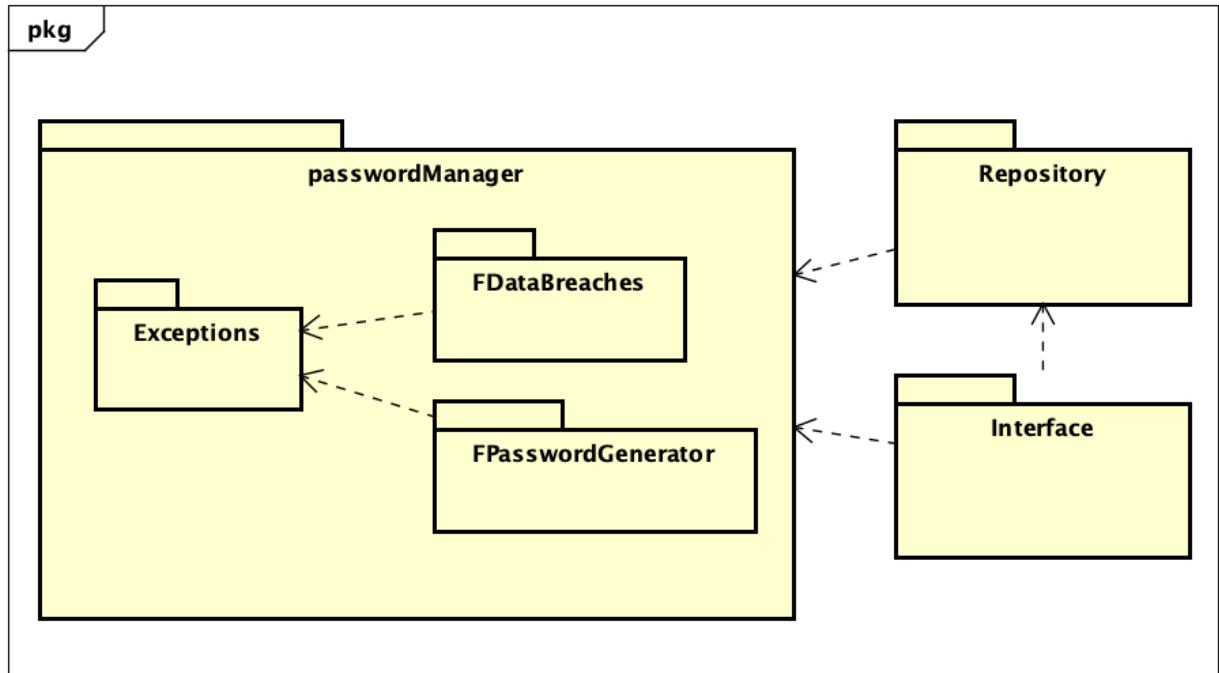 pkg
passwordManager
Repository
FDataBreaches
Exceptions
Interface
FPasswordGenerator